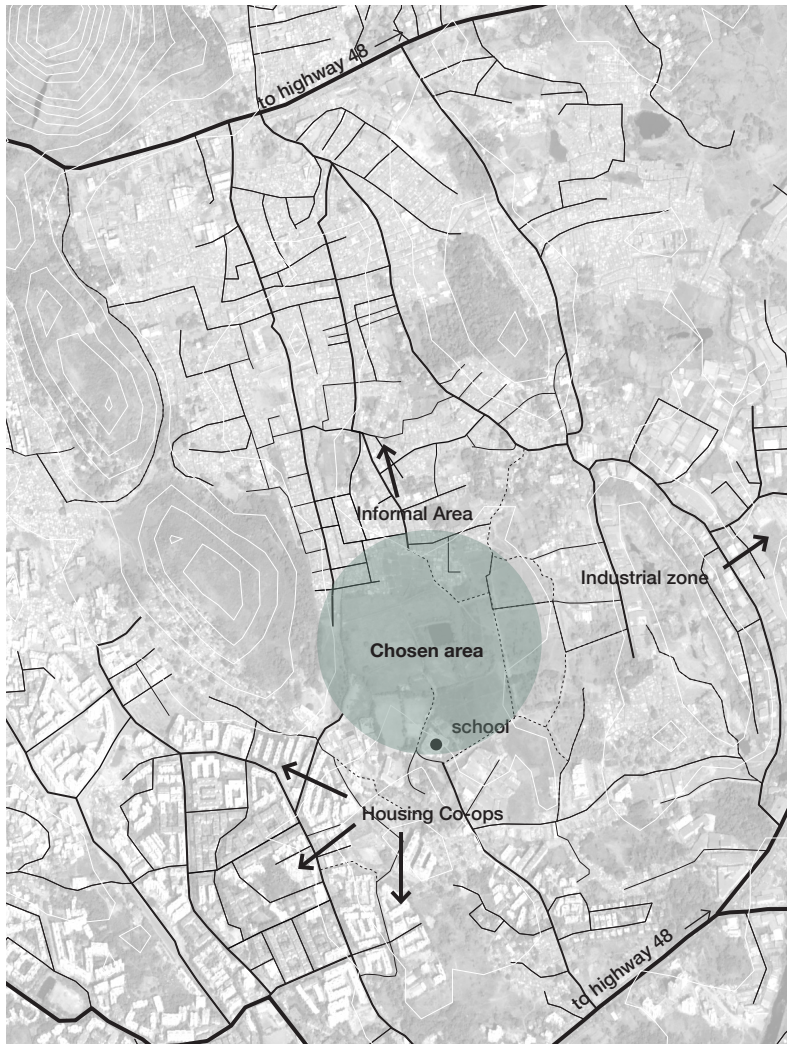 to highway 48
Informal Area
Industrial zone
Chosen area
school
Housing Co-ops
to highway 48